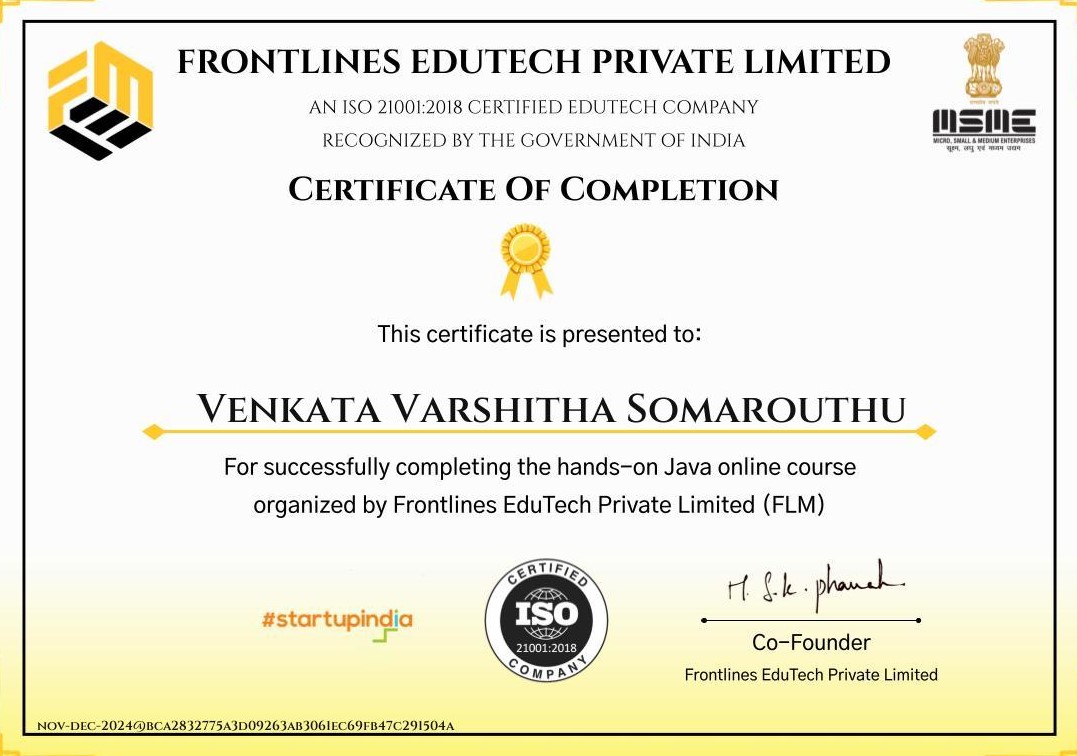 FRONTLINES EDUTECH PRIVATE LIMITED
AN ISO 21001:2018 CERTIFIED EDUTECH COMPANY
RECOGNIZED BY THE GOVERNMENT OF INDIA
MSME
MICRO, SMALL & MEDIUM ENTERPRISES
सूक्ष्म, लघु एवं मध्यम उद्यम
CERTIFICATE OF COMPLETION
This certificate is presented to:
VENKATA VARSHITHA SOMAROUTHU
For successfully completing the hands-on Java online course
organized by Frontlines EduTech Private Limited (FLM)
#startupindia
CERTIFIED
ISO
21001:2018
COMPANY
Co-Founder
Frontlines EduTech Private Limited
NOV-DEC-2024@BCA2832775A3D09263AB3061EC69FB47C291504A